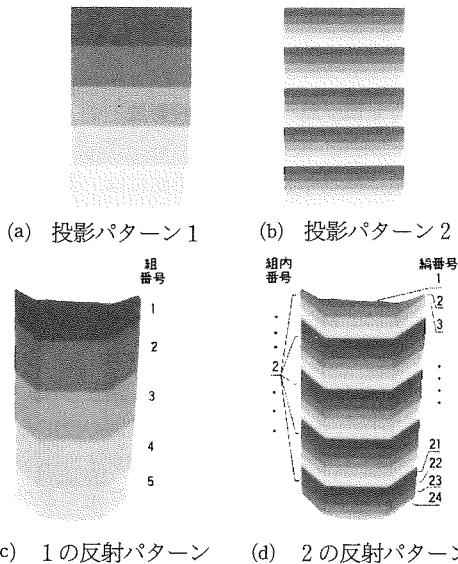 (a) 投影パターン1
(b) 投影パターン2
組
番号
1
2
3
4
5
組内
番号
2
縞番号
1
2
3
21
22
23
24
c) 1の反射パターン
(d) 2の反射パターン